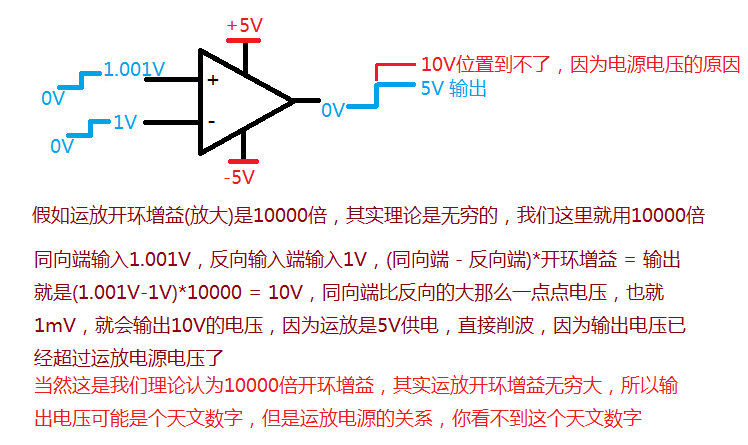 +5V
1.001V
10V位置到不了，因为电源电压的原因
+
0V
5V 输出
0V
1V
-
0V
-5V
假如运放开环增益(放大)是10000倍，其实理论是无穷的，我们这里就用10000倍
同向端输入1.001V，反向输入端输入1V，(同向端 - 反向端)*开环增益 = 输出
就是(1.001V-1V)*10000 = 10V，同向端比反向的大那么一点点电压，也就
1mV，就会输出10V的电压，因为运放是5V供电，直接削波，因为输出电压已
经超过运放电源电压了
当然这是我们理论认为10000倍开环增益，其实运放开环增益无穷大，所以输
出电压可能是个天文数字，但是运放电源的关系，你看不到这个天文数字